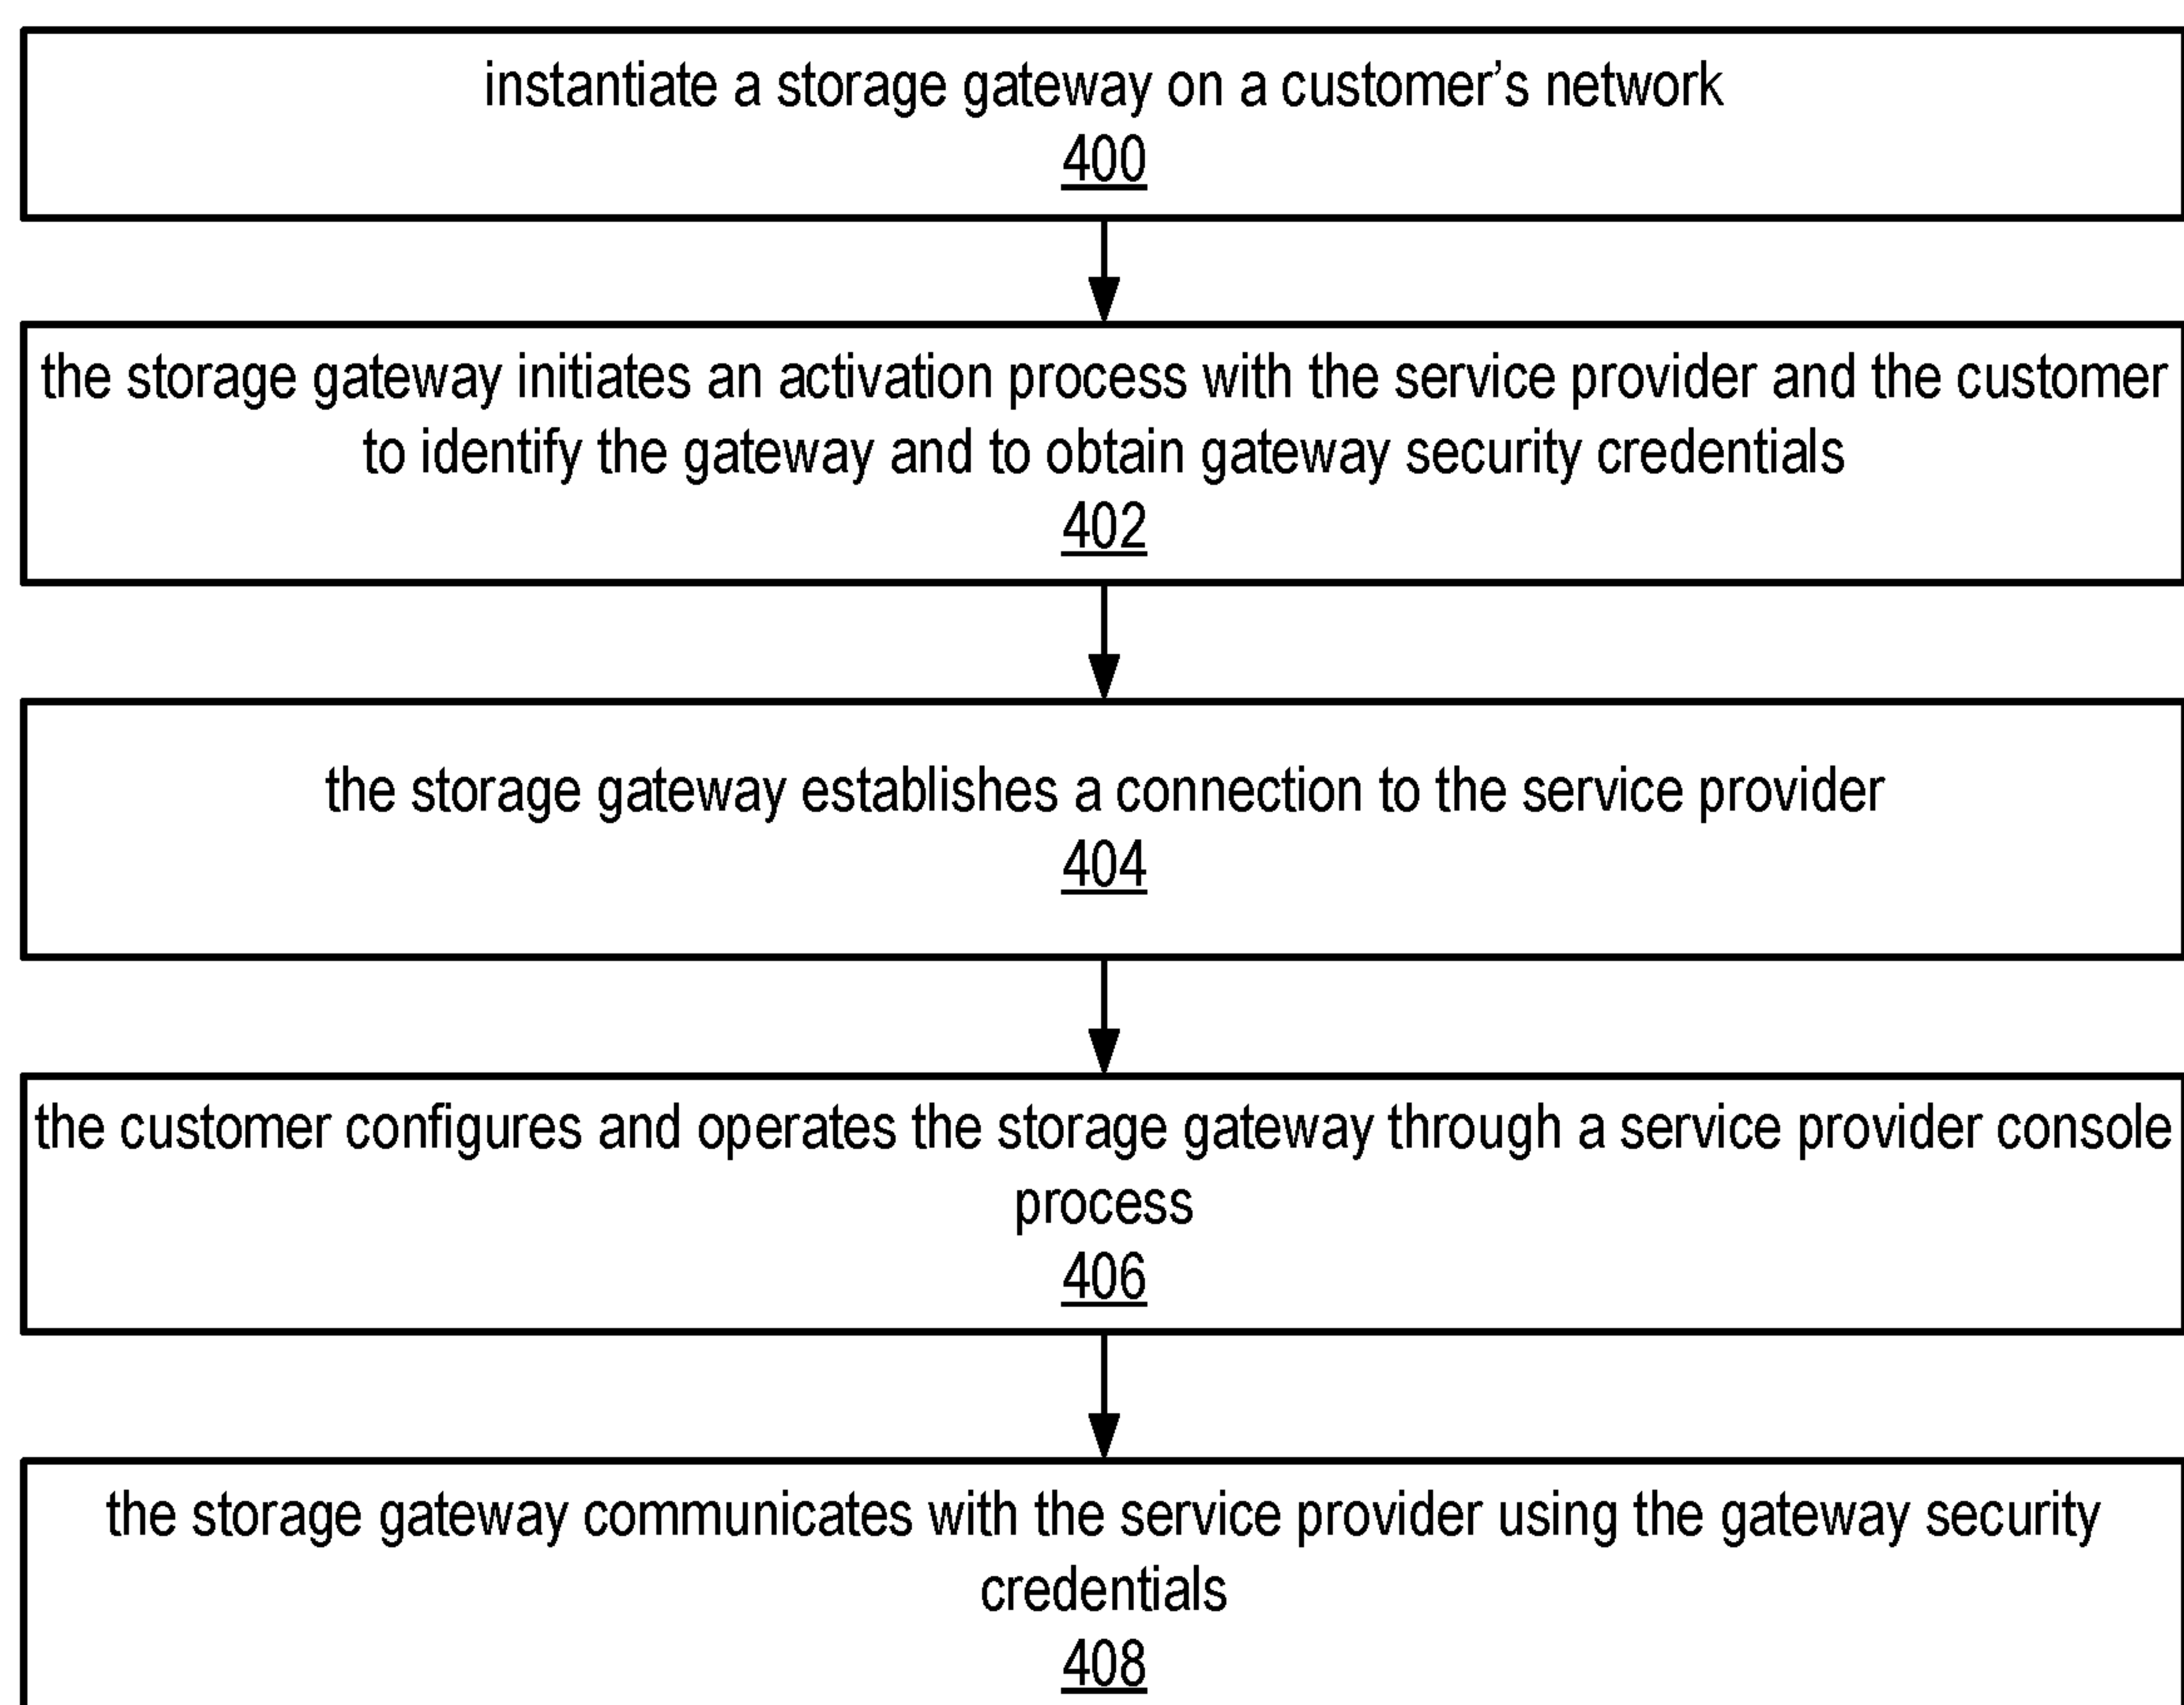 instantiate a storage gateway on a customer’s network
400
the storage gateway initiates an activation process with the service provider and the customer
to identify the gateway and to obtain gateway security credentials
402
the storage gateway establishes a connection to the service provider
404
the customer configures and operates the storage gateway through a service provider console
process
406
the storage gateway communicates with the service provider using the gateway security
credentials
408